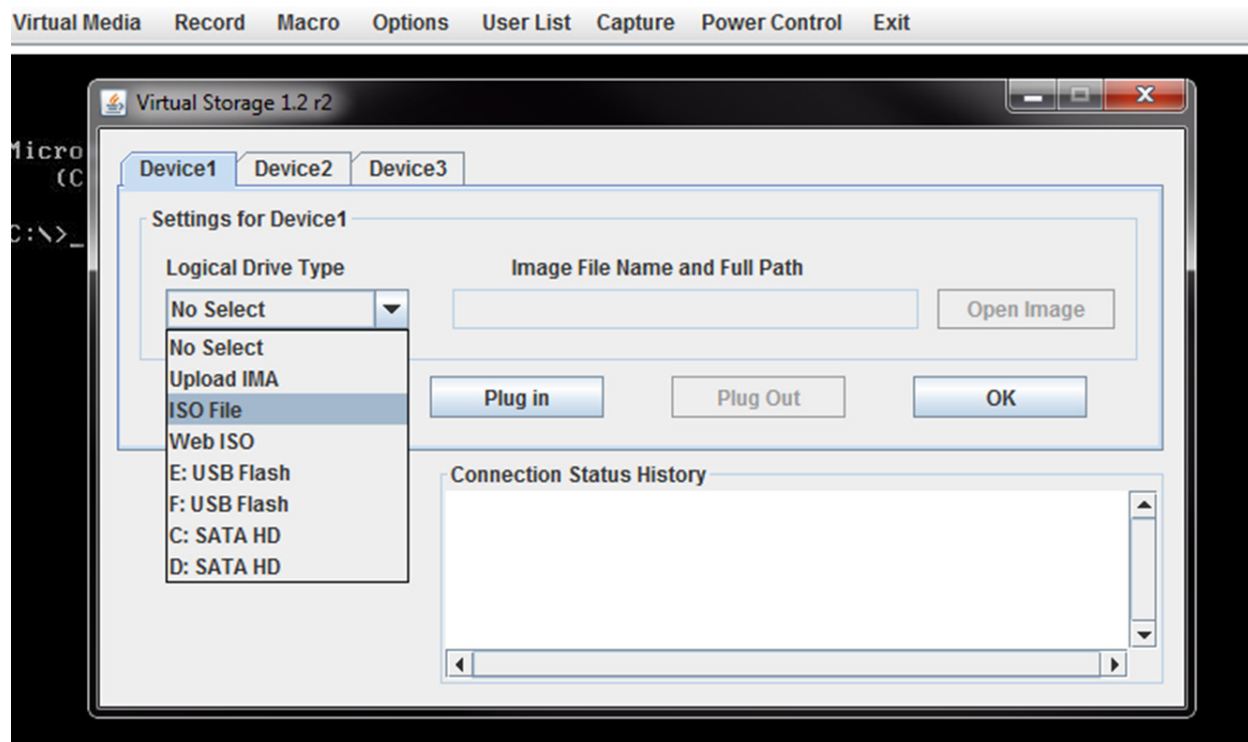 Virtual Media Record Macro Options User List Capture Power Control Exit
Virtual Storage 1.2 r2
Micro
(C
C:\>_
Device1 Device2 Device3
Settings for Device1
Logical Drive Type Image File Name and Full Path
No Select Open Image
No Select
Upload IMA
ISO File
Web ISO
E: USB Flash
F: USB Flash
C: SATA HD
D: SATA HD
Plug in Plug Out OK
Connection Status History